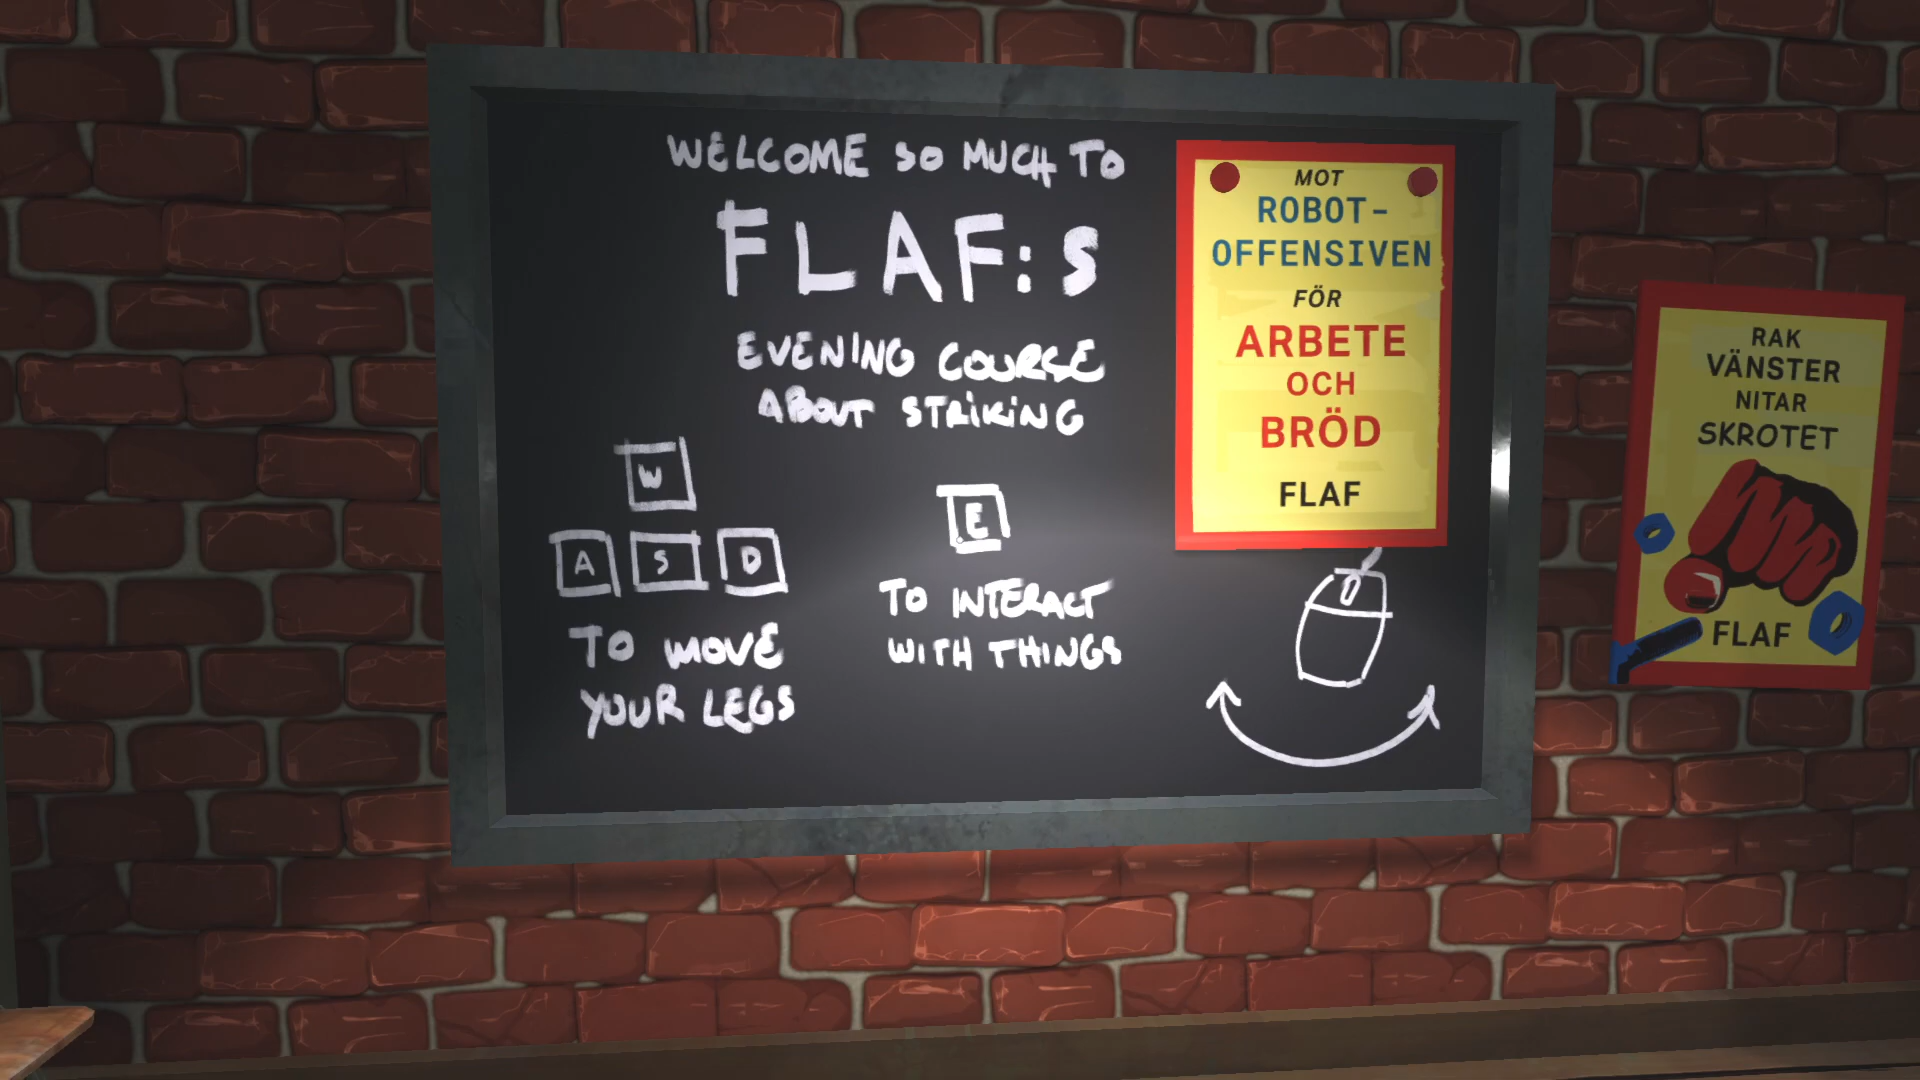 WELCOME SO MUCH TO
FLAF:S
EVENING COURSE
ABOUT STRIKING
W
A S D
TO MOVE
YOUR LEGS
E
TO INTERACT
WITH THINGS
MOT
ROBOT-
OFFENSIVEN
FÖR
ARBETE
OCH
BRÖD
FLAF
RAK
VÄNSTER
NITAR
SKROTET
FLAF